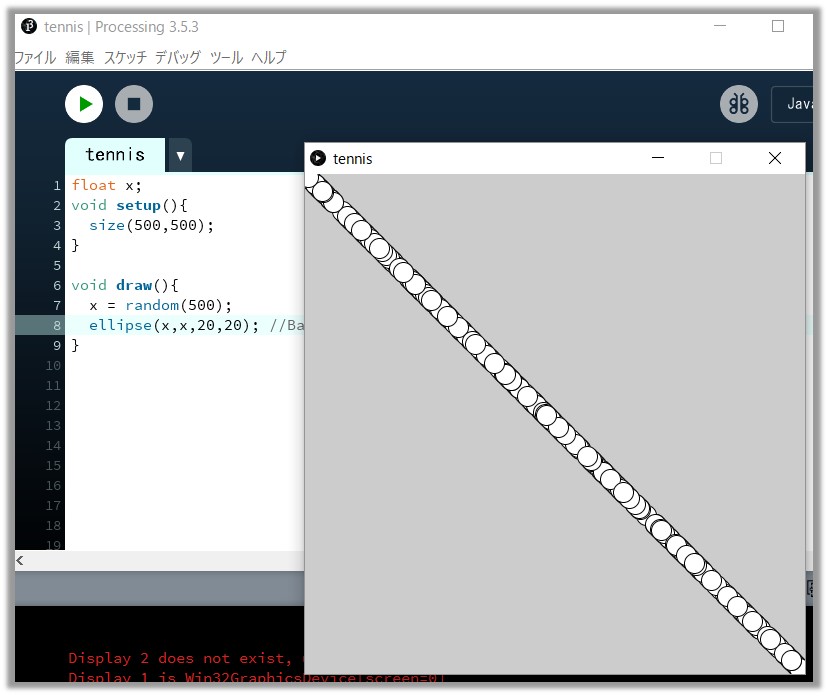 tennis | Processing 3.5.3
ファイル 編集 スケッチ デバッグ ツール ヘルプ
Java
tennis ▼
tennis
1 float x;
2 void setup(){
3 size(500,500);
4 }
5
6 void draw(){
7 x = random(500);
8 ellipse(x,x,20,20); //Ba
9 }
10
11
12
13
14
15
16
17
18
19
<
Display 2 does not exist,
Display 1 is Win32GraphicsDevice[screen=0]